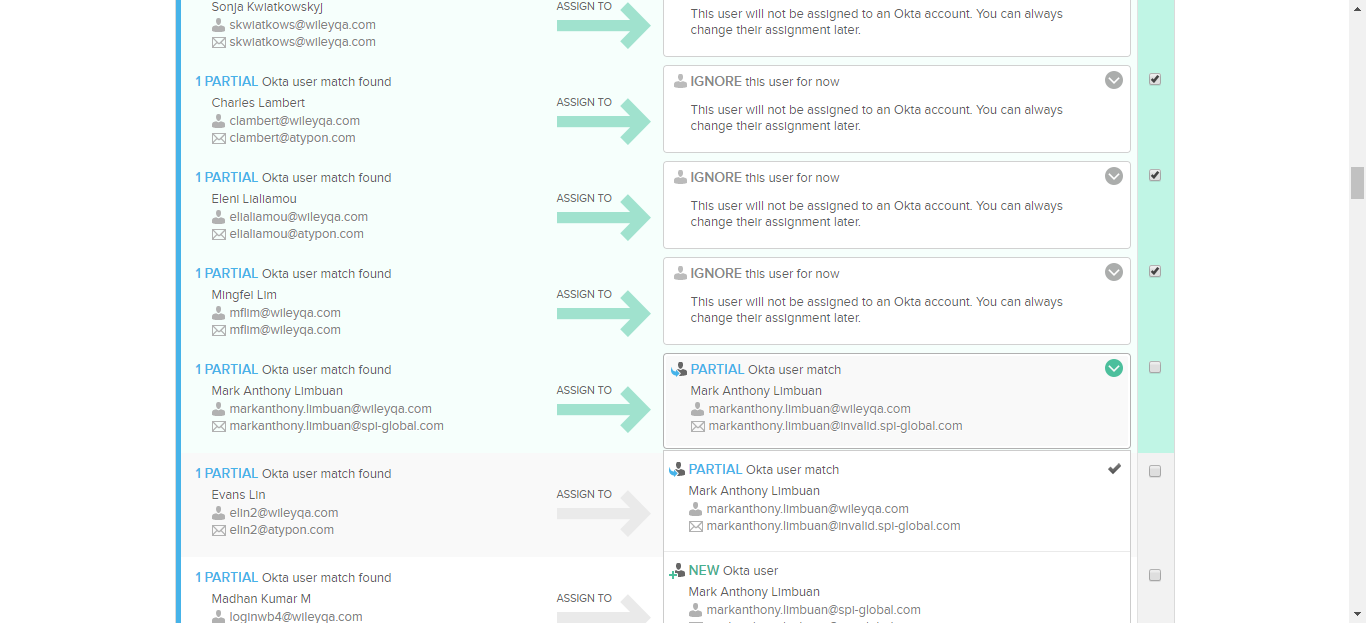 Sonja Kwiatkowskyj
skwiatkows@wileyqa.com
skwiatkows@wileyqa.com
ASSIGN TO
This user will not be assigned to an Okta account. You can always
change their assignment later.
1 PARTIAL Okta user match found
Charles Lambert
clambert@wileyqa.com
clambert@atypon.com
ASSIGN TO
IGNORE this user for now
This user will not be assigned to an Okta account. You can always
change their assignment later.
1 PARTIAL Okta user match found
Eleni Lialiamou
elialiamou@wileyqa.com
elialiamou@atypon.com
ASSIGN TO
IGNORE this user for now
This user will not be assigned to an Okta account. You can always
change their assignment later.
1 PARTIAL Okta user match found
Mingfei Lim
mflim@wileyqa.com
mflim@wileyqa.com
ASSIGN TO
IGNORE this user for now
This user will not be assigned to an Okta account. You can always
change their assignment later.
1 PARTIAL Okta user match found
Mark Anthony Limbuan
markanthony.limbuan@wileyqa.com
markanthony.limbuan@spi-global.com
ASSIGN TO
PARTIAL Okta user match
Mark Anthony Limbuan
markanthony.limbuan@wileyqa.com
markanthony.limbuan@invalid.spi-global.com
1 PARTIAL Okta user match found
Evans Lin
elin2@wileyqa.com
elin2@atypon.com
ASSIGN TO
PARTIAL Okta user match
Mark Anthony Limbuan
markanthony.limbuan@wileyqa.com
markanthony.limbuan@invalid.spi-global.com
1 PARTIAL Okta user match found
Madhan Kumar M
loginwb4@wileyqa.com
ASSIGN TO
NEW Okta user
Mark Anthony Limbuan
markanthony.limbuan@spi-global.com